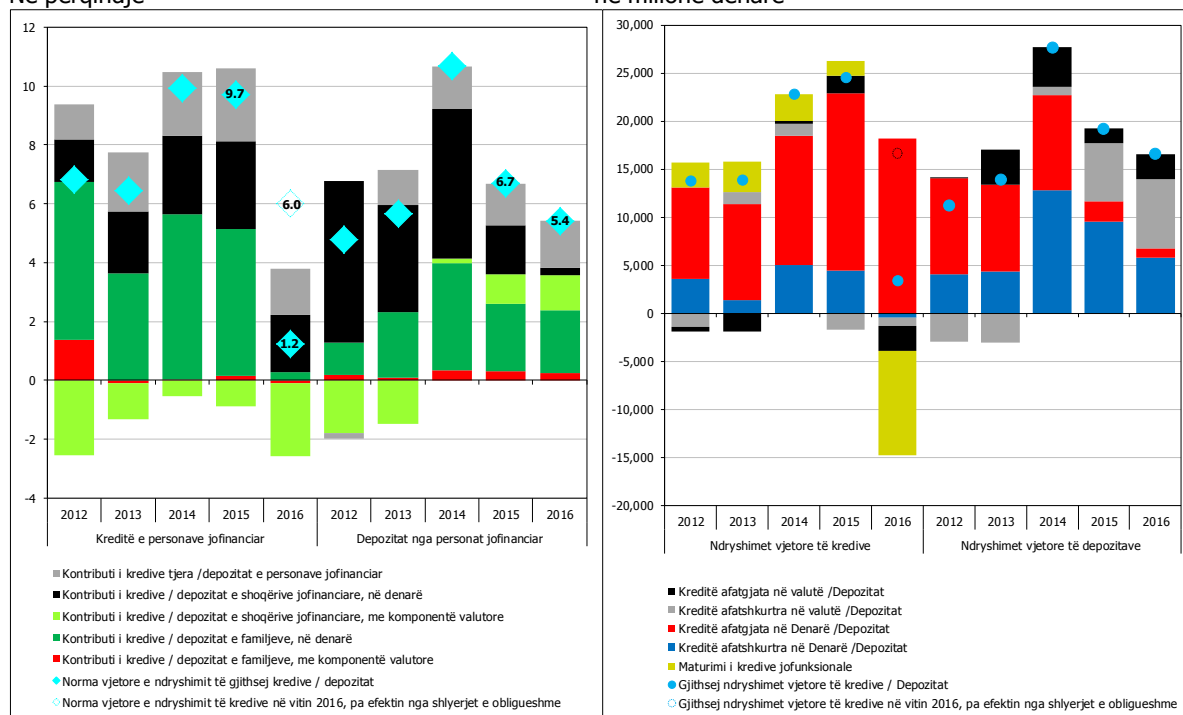 Në përqindje
12
10
8
6
4
2
0
-2
-4
9.7
6.0
1.2
6.7
5.4
2012 2013 2014 2015 2016 2012 2013 2014 2015 2016
Kreditë e personave jofinanciar Depozitat nga personat jofinanciar
Kontributi i kredive tjera /depozitat e personave jofinanciar
Kontributi i kredive / depozitat e shoqërive jofinanciare, në denarë
Kontributi i kredive / depozitat e shoqërive jofinanciare, me komponentë valutore
Kontributi i kredive / depozitat e familjeve, në denarë
Kontributi i kredive / depozitat e familjeve, me komponentë valutore
Norma vjetore e ndryshimit të gjithsej kredive / depozitat
Norma vjetore e ndryshimit të kredive në vitin 2016, pa efektin nga shlyerjet e obligueshme
në milionë denarë
30,000
25,000
20,000
15,000
10,000
5,000
0
-5,000
-10,000
-15,000
-20,000
2012 2013 2014 2015 2016 2012 2013 2014 2015 2016
Ndryshimet vjetore të kredive Ndryshimet vjetore të depozitave
Kreditë afatgjata në valutë /Depozitat
Kreditë afatshkurtra në valutë /Depozitat
Kreditë afatgjata në Denarë /Depozitat
Kreditë afatshkurtra në Denarë /Depozitat
Maturimi i kredive jofunksionale
Gjithsej ndryshimet vjetore të kredive / Depozitat
Gjithsej ndryshimet vjetore të kredive në vitin 2016, pa efektin nga shlyerjet e obligueshme